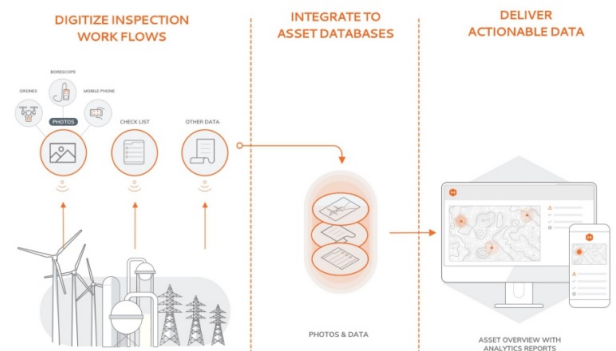 DIGITIZE INSPECTION
WORK FLOWS
INTEGRATE TO
ASSET DATABASES
DELIVER
ACTIONABLE DATA
BORESCOPE
DRONES
MOBILE PHONE
PHOTOS
CHECK LIST
OTHER DATA
PHOTOS & DATA
ASSET OVERVIEW WITH
ANALYTICS REPORTS